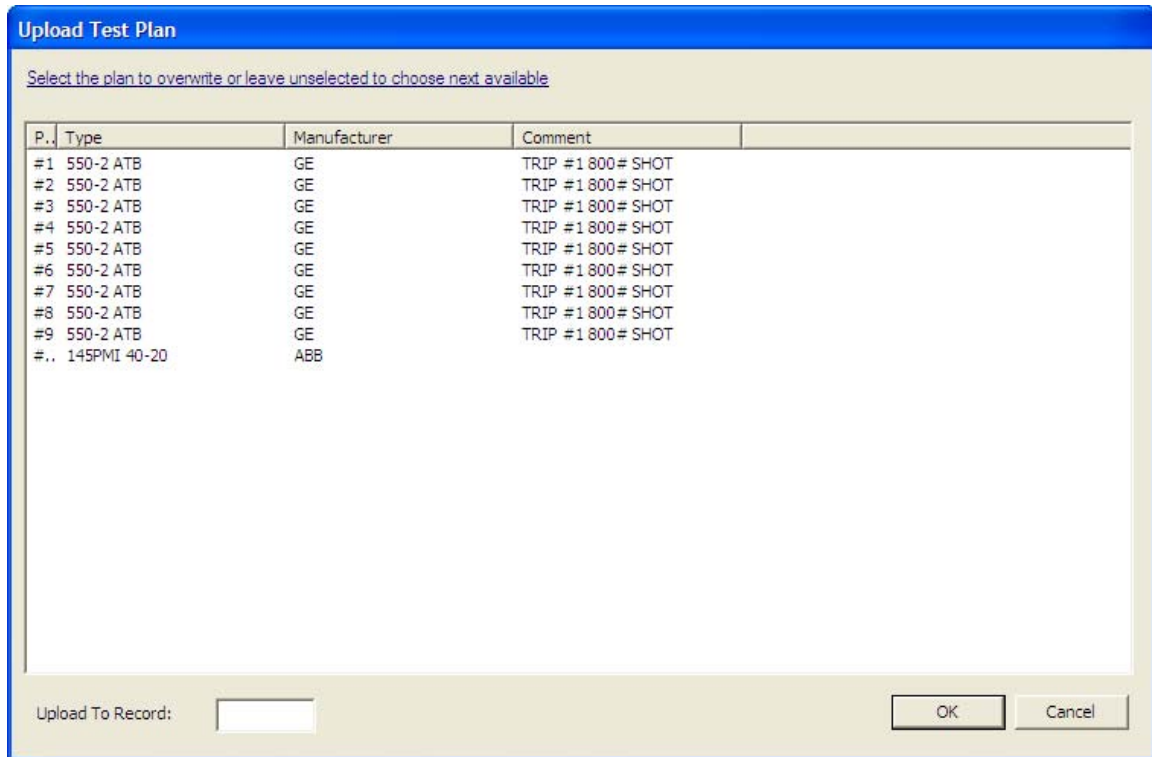 Upload Test Plan
Select the plan to overwrite or leave unselected to choose next available
P.. Type Manufacturer Comment
#1 550-2 ATB GE TRIP #1 800# SHOT
#2 550-2 ATB GE TRIP #1 800# SHOT
#3 550-2 ATB GE TRIP #1 800# SHOT
#4 550-2 ATB GE TRIP #1 800# SHOT
#5 550-2 ATB GE TRIP #1 800# SHOT
#6 550-2 ATB GE TRIP #1 800# SHOT
#7 550-2 ATB GE TRIP #1 800# SHOT
#8 550-2 ATB GE TRIP #1 800# SHOT
#9 550-2 ATB GE TRIP #1 800# SHOT
#.. 145PMI 40-20 ABB
Upload To Record: OK Cancel